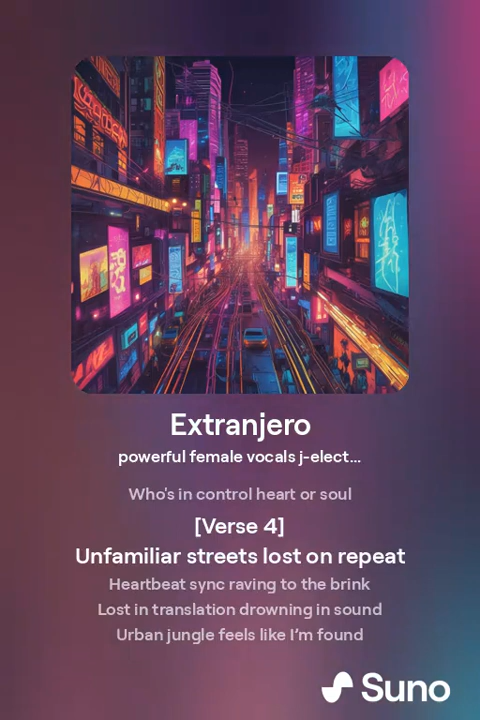 Extranjero
powerful female vocals j-elect...
Who's in control heart or soul
[Verse 4]
Unfamiliar streets lost on repeat
Heartbeat sync raving to the brink
Lost in translation drowning in sound
Urban jungle feels like I’m found
Suno